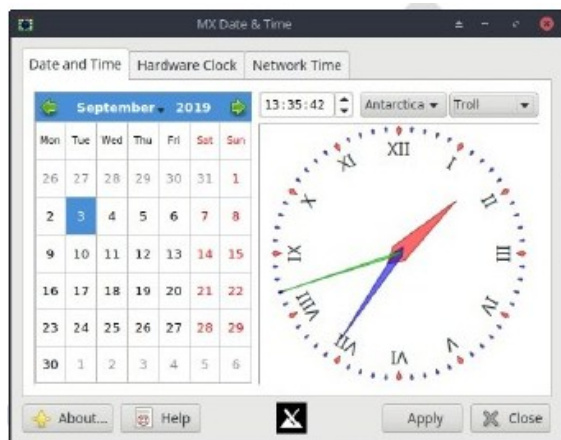 MX Date & Time
Date and Time Hardware Clock Network Time
September 2019 13:35:42 Antarctica Troll
Mon Tue Wed Thu Fri Sat Sun
26 27 28 29 30 31 1
2 3 4 5 6 7 8
9 10 11 12 13 14 15
16 17 18 19 20 21 22
23 24 25 26 27 28 29
30 1 2 3 4 5 6
XII
I
II
III
IV
V
VI
VII
VIII
IX
X
XI
About... Help Apply Close